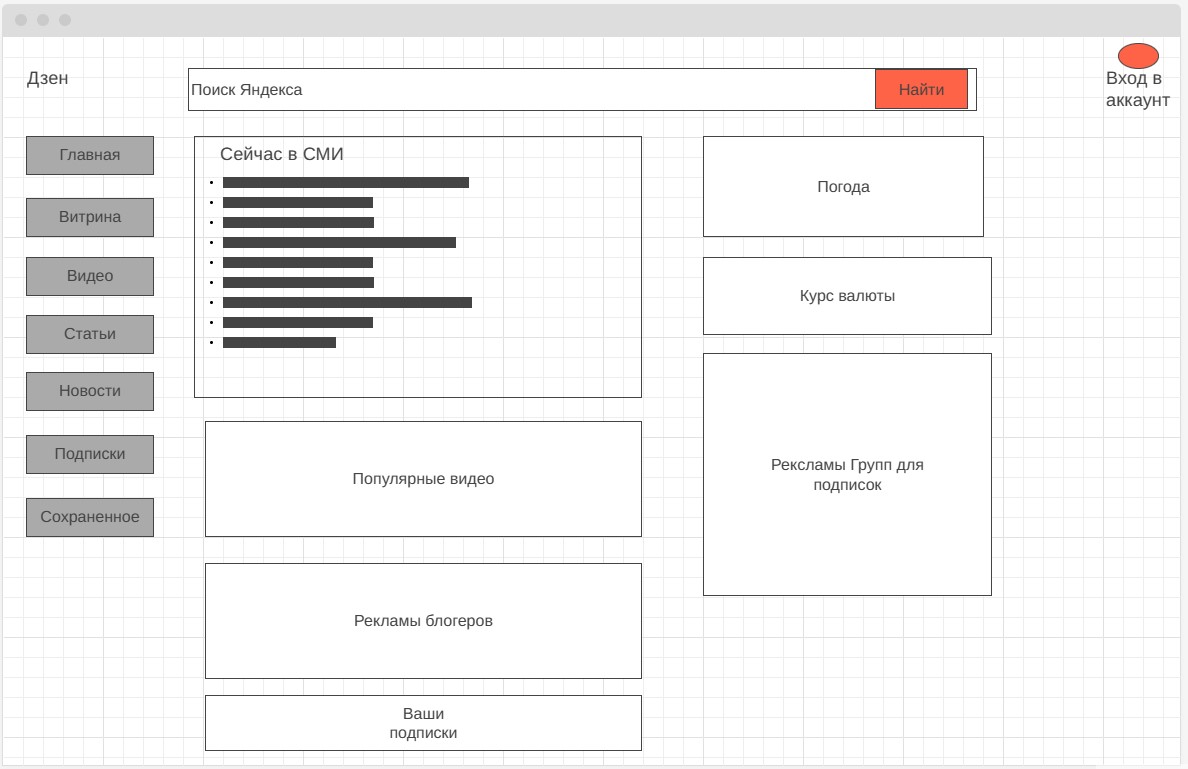 Дзен
Поиск Яндекса
Найти
Вход в
аккаунт
Главная
Витрина
Видео
Статьи
Новости
Подписки
Сохраненное
Сейчас в СМИ
Популярные видео
Рекламы блогеров
Ваши
подписки
Погода
Курс валюты
Рексламы Групп для
подписок